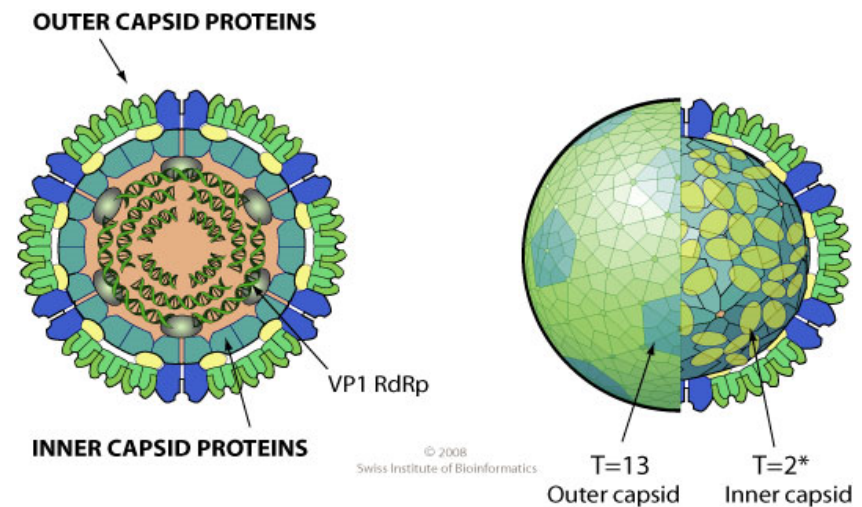 OUTER CAPSID PROTEINS
VP1 RdRp
INNER CAPSID PROTEINS
© 2008
Swiss Institute of Bioinformatics
T=13
Outer capsid
T=2*
Inner capsid